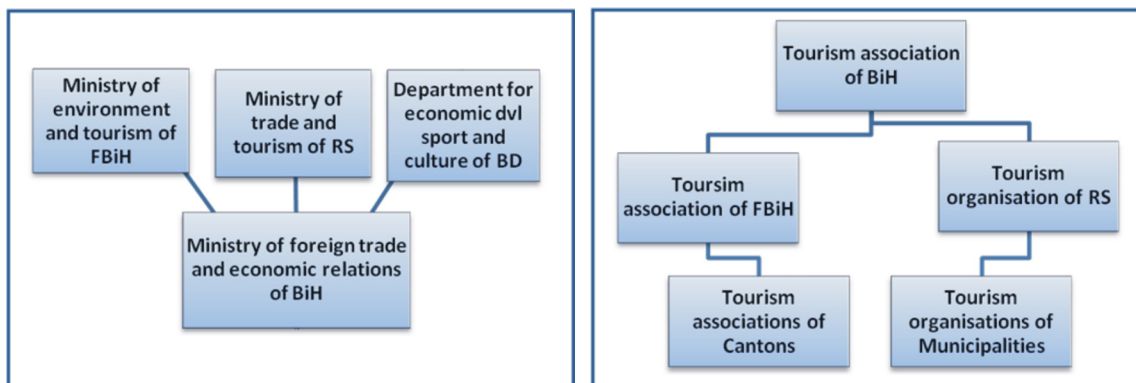 Ministry of
environment
and tourism of
FBiH
Ministry of
trade and
tourism of RS
Department for
economic dvl
sport and
culture of BD
Ministry of foreign trade
and economic relations
of BiH
Tourism association
of BiH
Toursim
association of FBiH
Tourism
organisation of RS
Tourism
associations of
Cantons
Tourism
organisations of
Municipalities